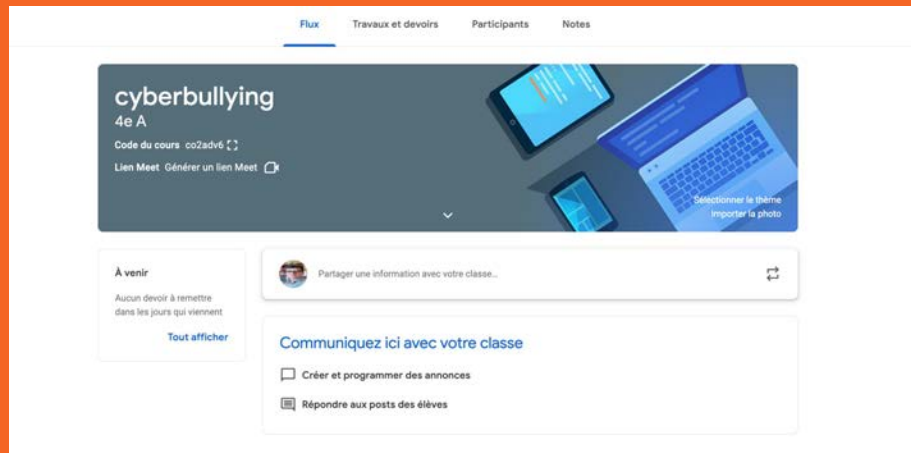 Flux Travaux et devoirs Participants Notes
cyberbullying
4e A
Code du cours co2adv6
Lien Meet Générer un lien Meet
Sélectionner le thème
Importer la photo
À venir
Aucun devoir à remettre
dans les jours qui viennent
Tout afficher
Partager une information avec votre classe...
Communiquez ici avec votre classe
Créer et programmer des annonces
Répondre aux posts des élèves